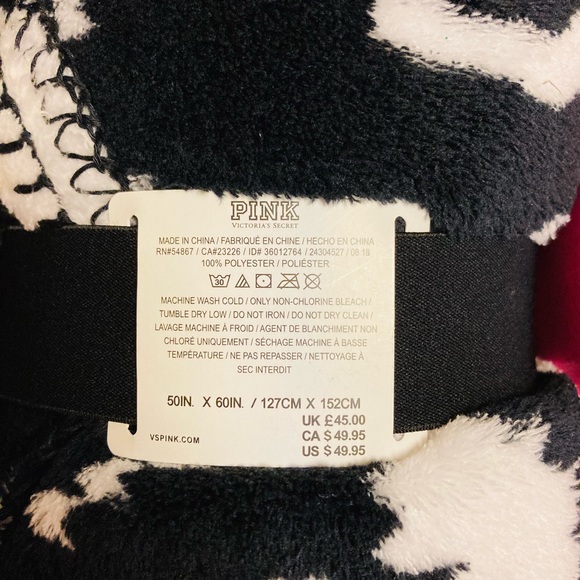 PINK
VICTORIA'S SECRET
MADE IN CHINA / FABRIQUÉ EN CHINE / HECHO EN CHINA
RN#54867 / CA#23226 / ID# 36012764 / 24304527 / 08 18
100% POLYESTER / POLIÉSTER
30
MACHINE WASH COLD / ONLY NON-CHLORINE BLEACH /
TUMBLE DRY LOW / DO NOT IRON / DO NOT DRY CLEAN /
LAVAGE MACHINE À FROID / AGENT DE BLANCHIMENT NON
CHLORÉ UNIQUEMENT / SÉCHAGE MACHINE À BASSE
TEMPÉRATURE / NE PAS REPASSER / NETTOYAGE À
SEC INTERDIT
50IN. X 60IN. / 127CM X 152CM
UK £45.00
CA $49.95
VSPINK.COM
US $49.95